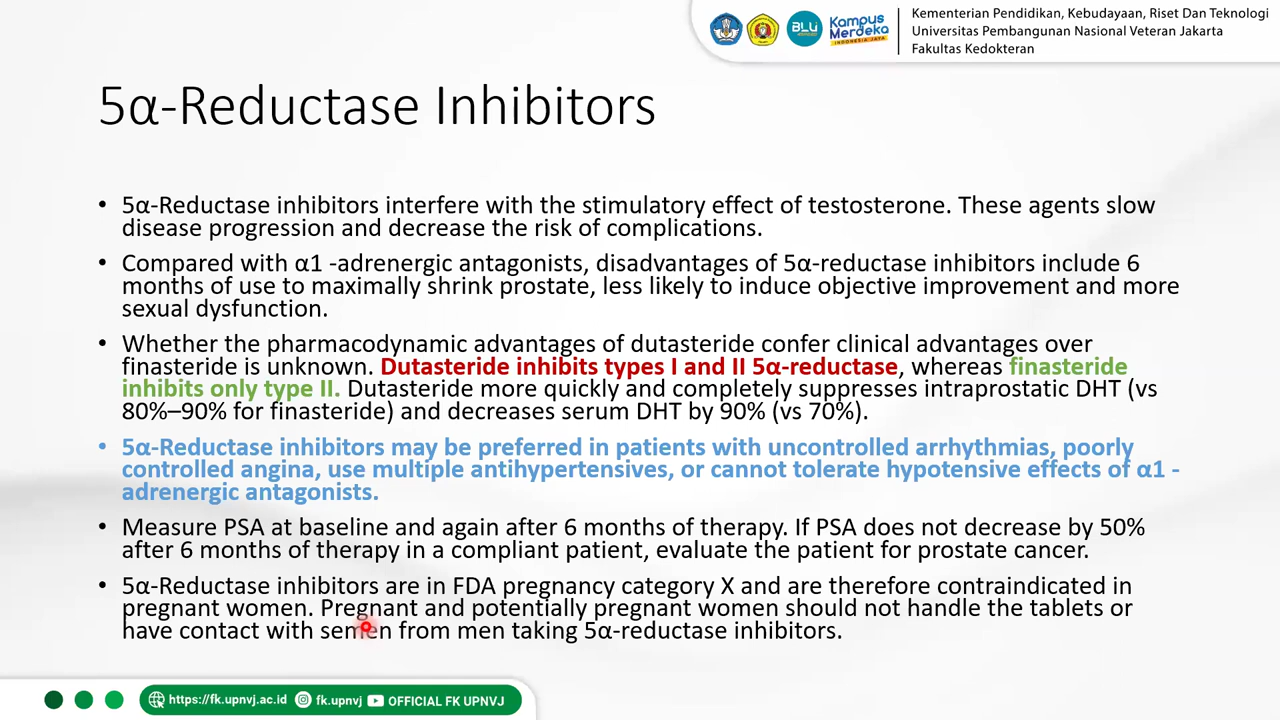 BLU
Kampus
Merdeka
INDONESIA JAYA
Kementerian Pendidikan, Kebudayaan, Riset Dan Teknologi
Universitas Pembangunan Nasional Veteran Jakarta
Fakultas Kedokteran
5α-Reductase Inhibitors
• 5α-Reductase inhibitors interfere with the stimulatory effect of testosterone. These agents slow
disease progression and decrease the risk of complications.
• Compared with α1 -adrenergic antagonists, disadvantages of 5α-reductase inhibitors include 6
months of use to maximally shrink prostate, less likely to induce objective improvement and more
sexual dysfunction.
• Whether the pharmacodynamic advantages of dutasteride confer clinical advantages over
finasteride is unknown. Dutasteride inhibits types I and II 5α-reductase, whereas finasteride
inhibits only type II. Dutasteride more quickly and completely suppresses intraprostatic DHT (vs
80%–90% for finasteride) and decreases serum DHT by 90% (vs 70%).
• 5α-Reductase inhibitors may be preferred in patients with uncontrolled arrhythmias, poorly
controlled angina, use multiple antihypertensives, or cannot tolerate hypotensive effects of α1 -
adrenergic antagonists.
• Measure PSA at baseline and again after 6 months of therapy. If PSA does not decrease by 50%
after 6 months of therapy in a compliant patient, evaluate the patient for prostate cancer.
• 5α-Reductase inhibitors are in FDA pregnancy category X and are therefore contraindicated in
pregnant women. Pregnant and potentially pregnant women should not handle the tablets or
have contact with semen from men taking 5α-reductase inhibitors.
https://fk.upnvj.ac.id fk.upnvj OFFICIAL FK UPNVJ